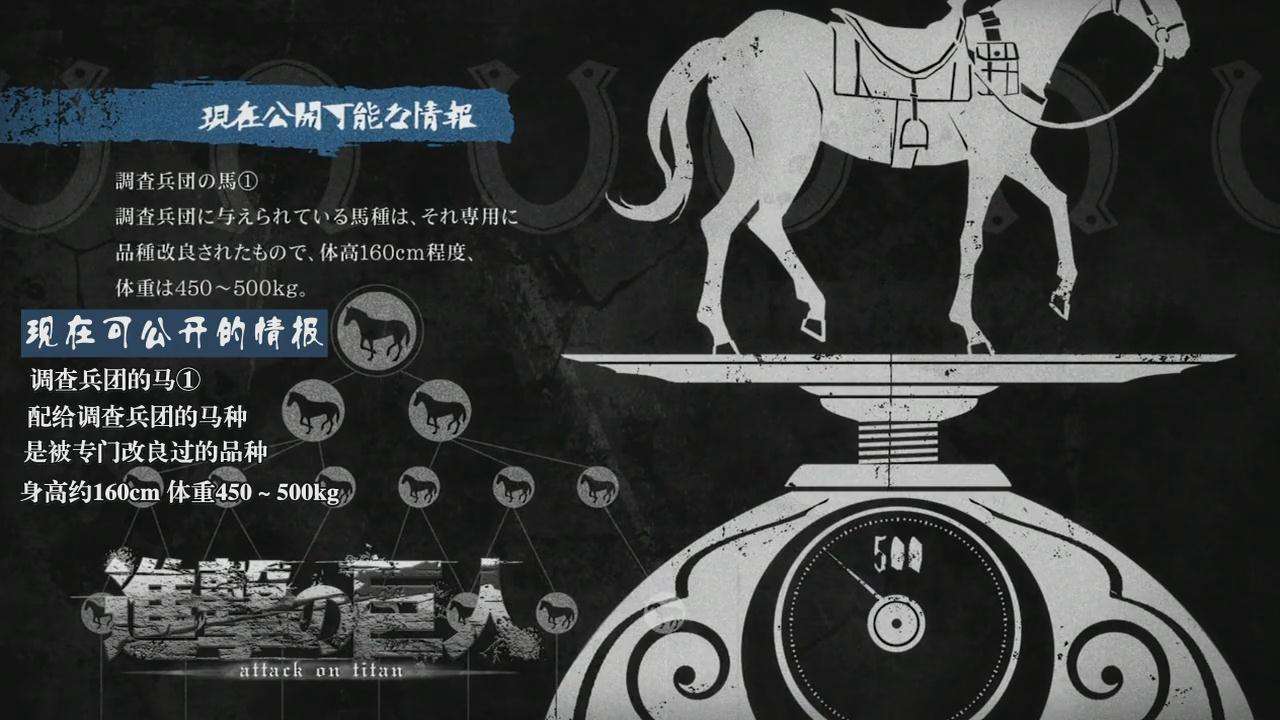 現在公開可能な情報
調査兵団の馬①
調査兵団に与えられている馬種は、それ専用に
品種改良されたもので、体高160cm程度、
体重は450～500kg。
现在可公开的情报
调查兵团的马①
配给调查兵团的马种
是被专门改良过的品种
身高约160cm 体重450 ~ 500kg
進撃の巨人
attack on titan
500